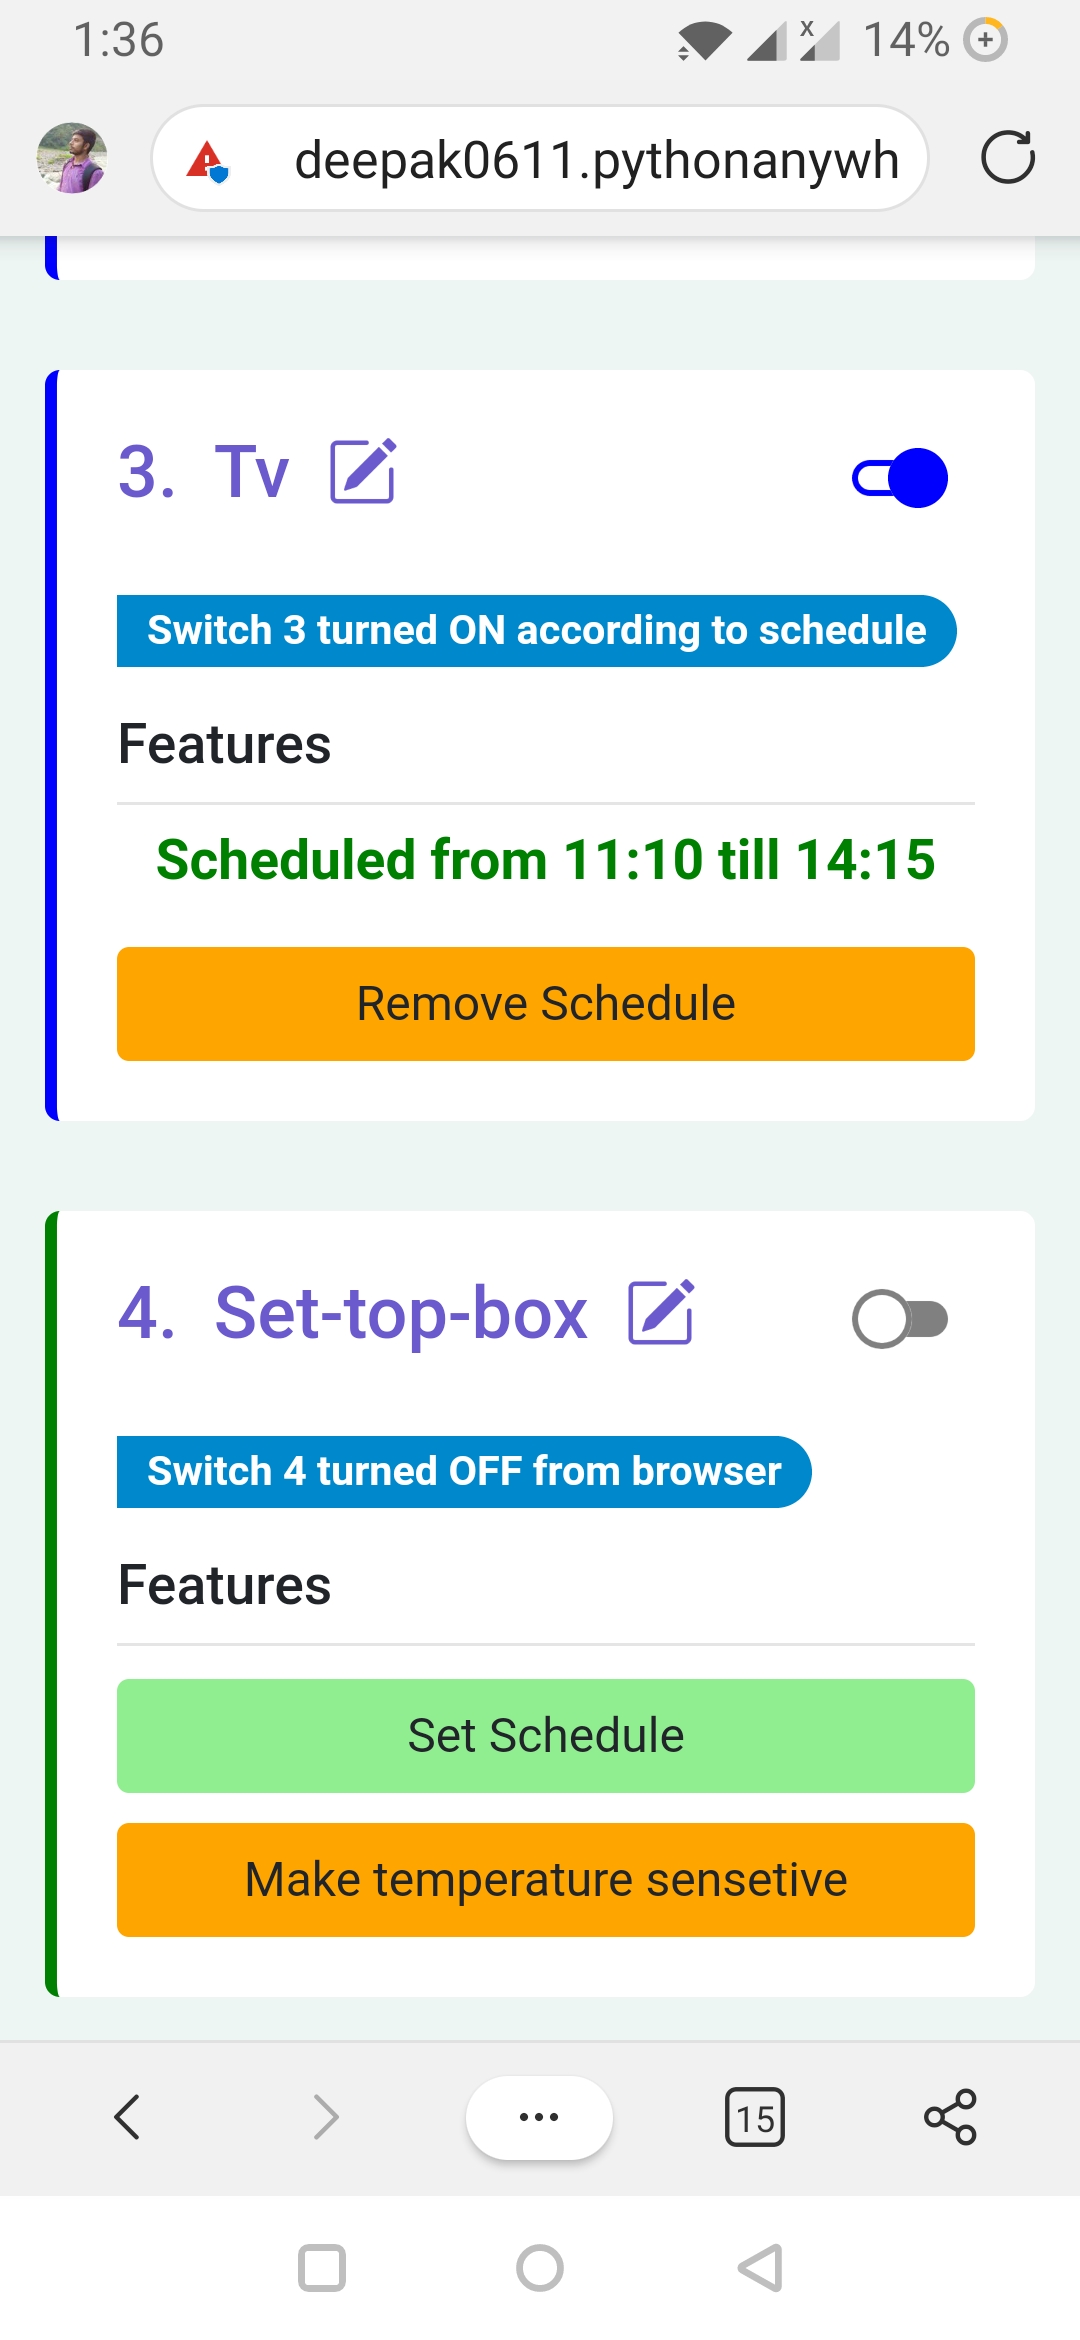 1:36
x
14%
deepak0611.pythonanywh
3. Tv
Switch 3 turned ON according to schedule
Features
Scheduled from 11:10 till 14:15
Remove Schedule
4. Set-top-box
Switch 4 turned OFF from browser
Features
Set Schedule
Make temperature sensetive
15